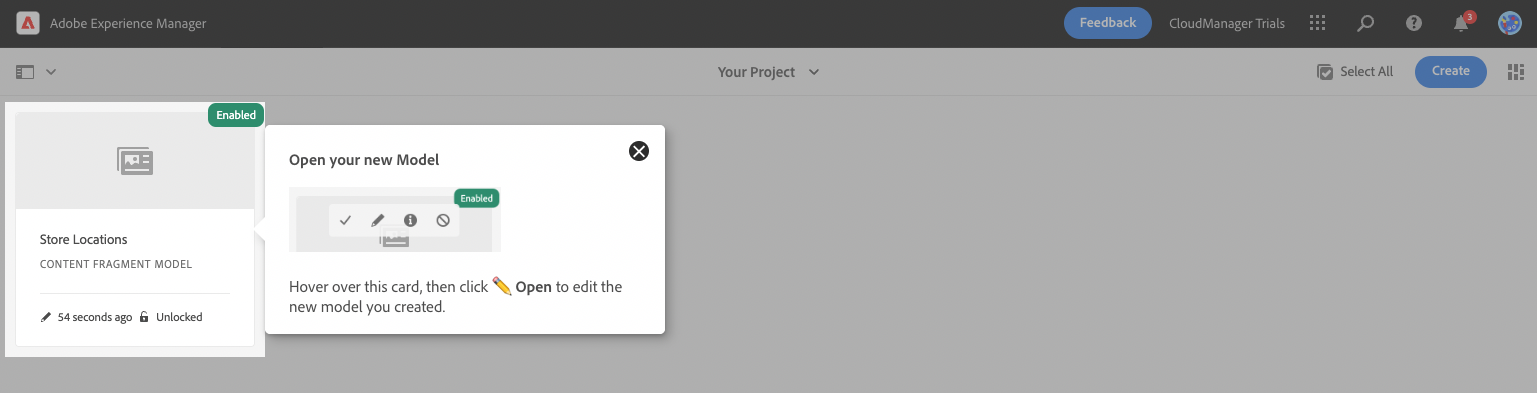 Adobe Experience Manager
Feedback
CloudManager Trials
3
Your Project
Select All
Create
Enabled
Store Locations
CONTENT FRAGMENT MODEL
54 seconds ago Unlocked
Open your new Model
Enabled
Hover over this card, then click ✏️ Open to edit the
new model you created.